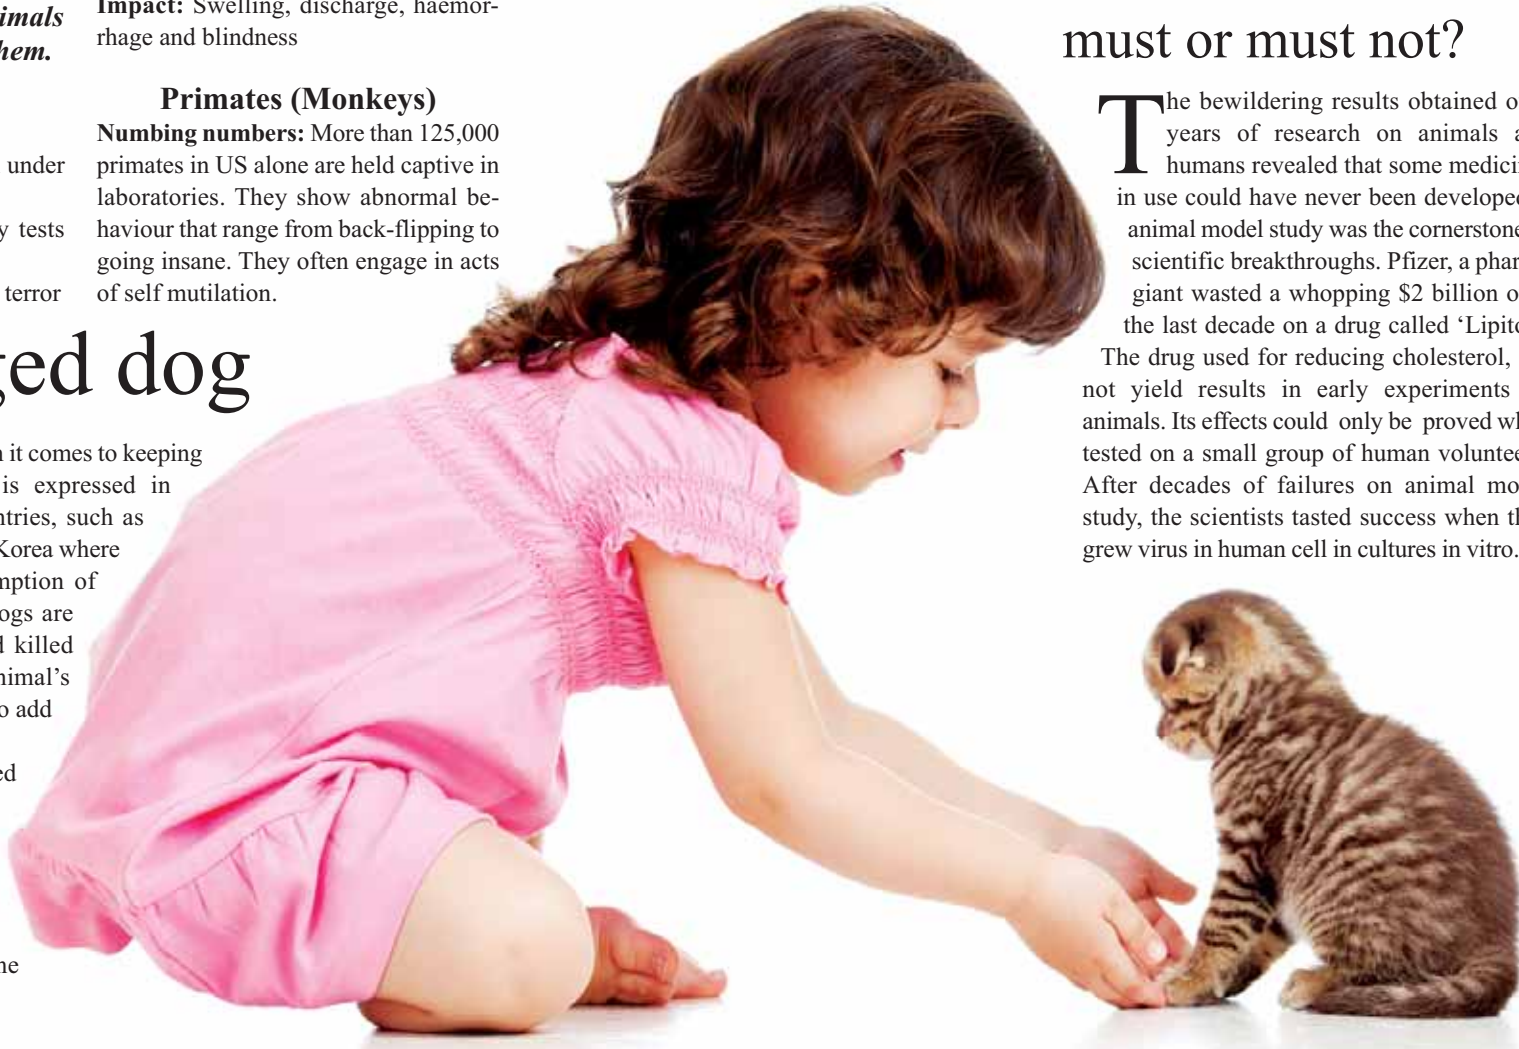 imals
hem.
under
y tests
terror
Impact: Swelling, discharge, haemor-
rhage and blindness
Primates (Monkeys)
Numbing numbers: More than 125,000
primates in US alone are held captive in
laboratories. They show abnormal be-
haviour that range from back-flipping to
going insane. They often engage in acts
of self mutilation.
ged dog
it comes to keeping
is expressed in
ntries, such as
Korea where
mption of
ogs are
d killed
nimal's
o add
ed
ne
must or must not?
The bewildering results obtained o
years of research on animals a
humans revealed that some medici
in use could have never been develope
animal model study was the cornerstone
scientific breakthroughs. Pfizer, a phar
giant wasted a whopping $2 billion o
the last decade on a drug called ‘Lipito
The drug used for reducing cholesterol,
not yield results in early experiments
animals. Its effects could only be proved wh
tested on a small group of human voluntee
After decades of failures on animal mo
study, the scientists tasted success when th
grew virus in human cell in cultures in vitro.